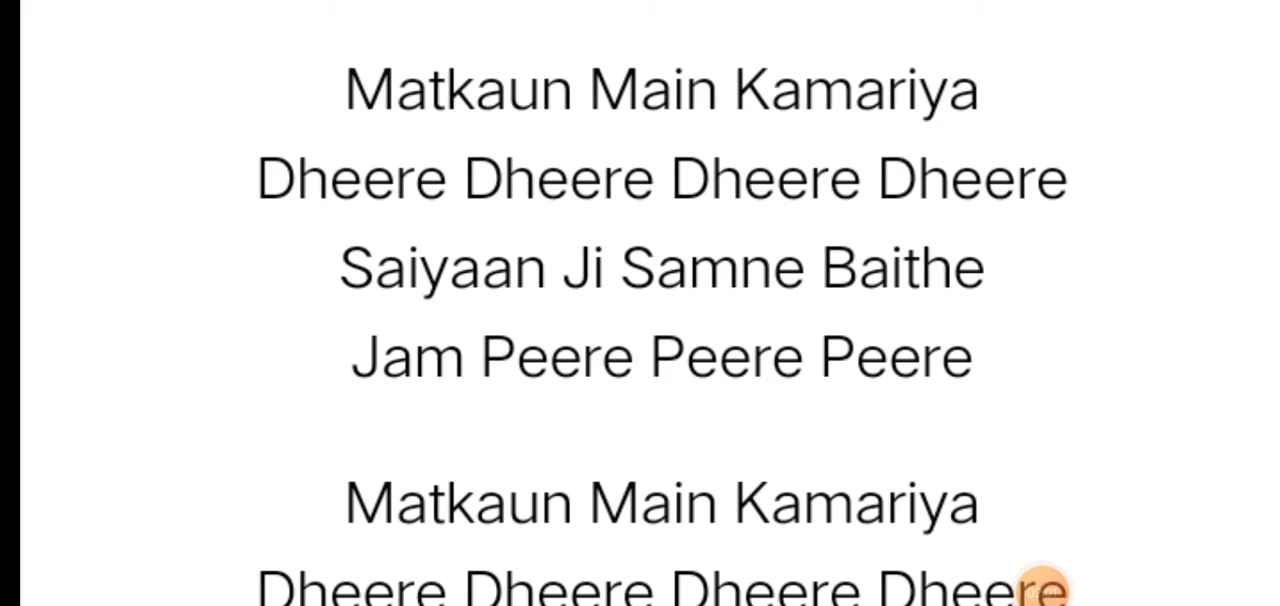 Matkaun Main Kamariya
Dheere Dheere Dheere Dheere
Saiyaan Ji Samne Baithe
Jam Peere Peere Peere
Matkaun Main Kamariya
Dheere Dheere Dheere Dheere